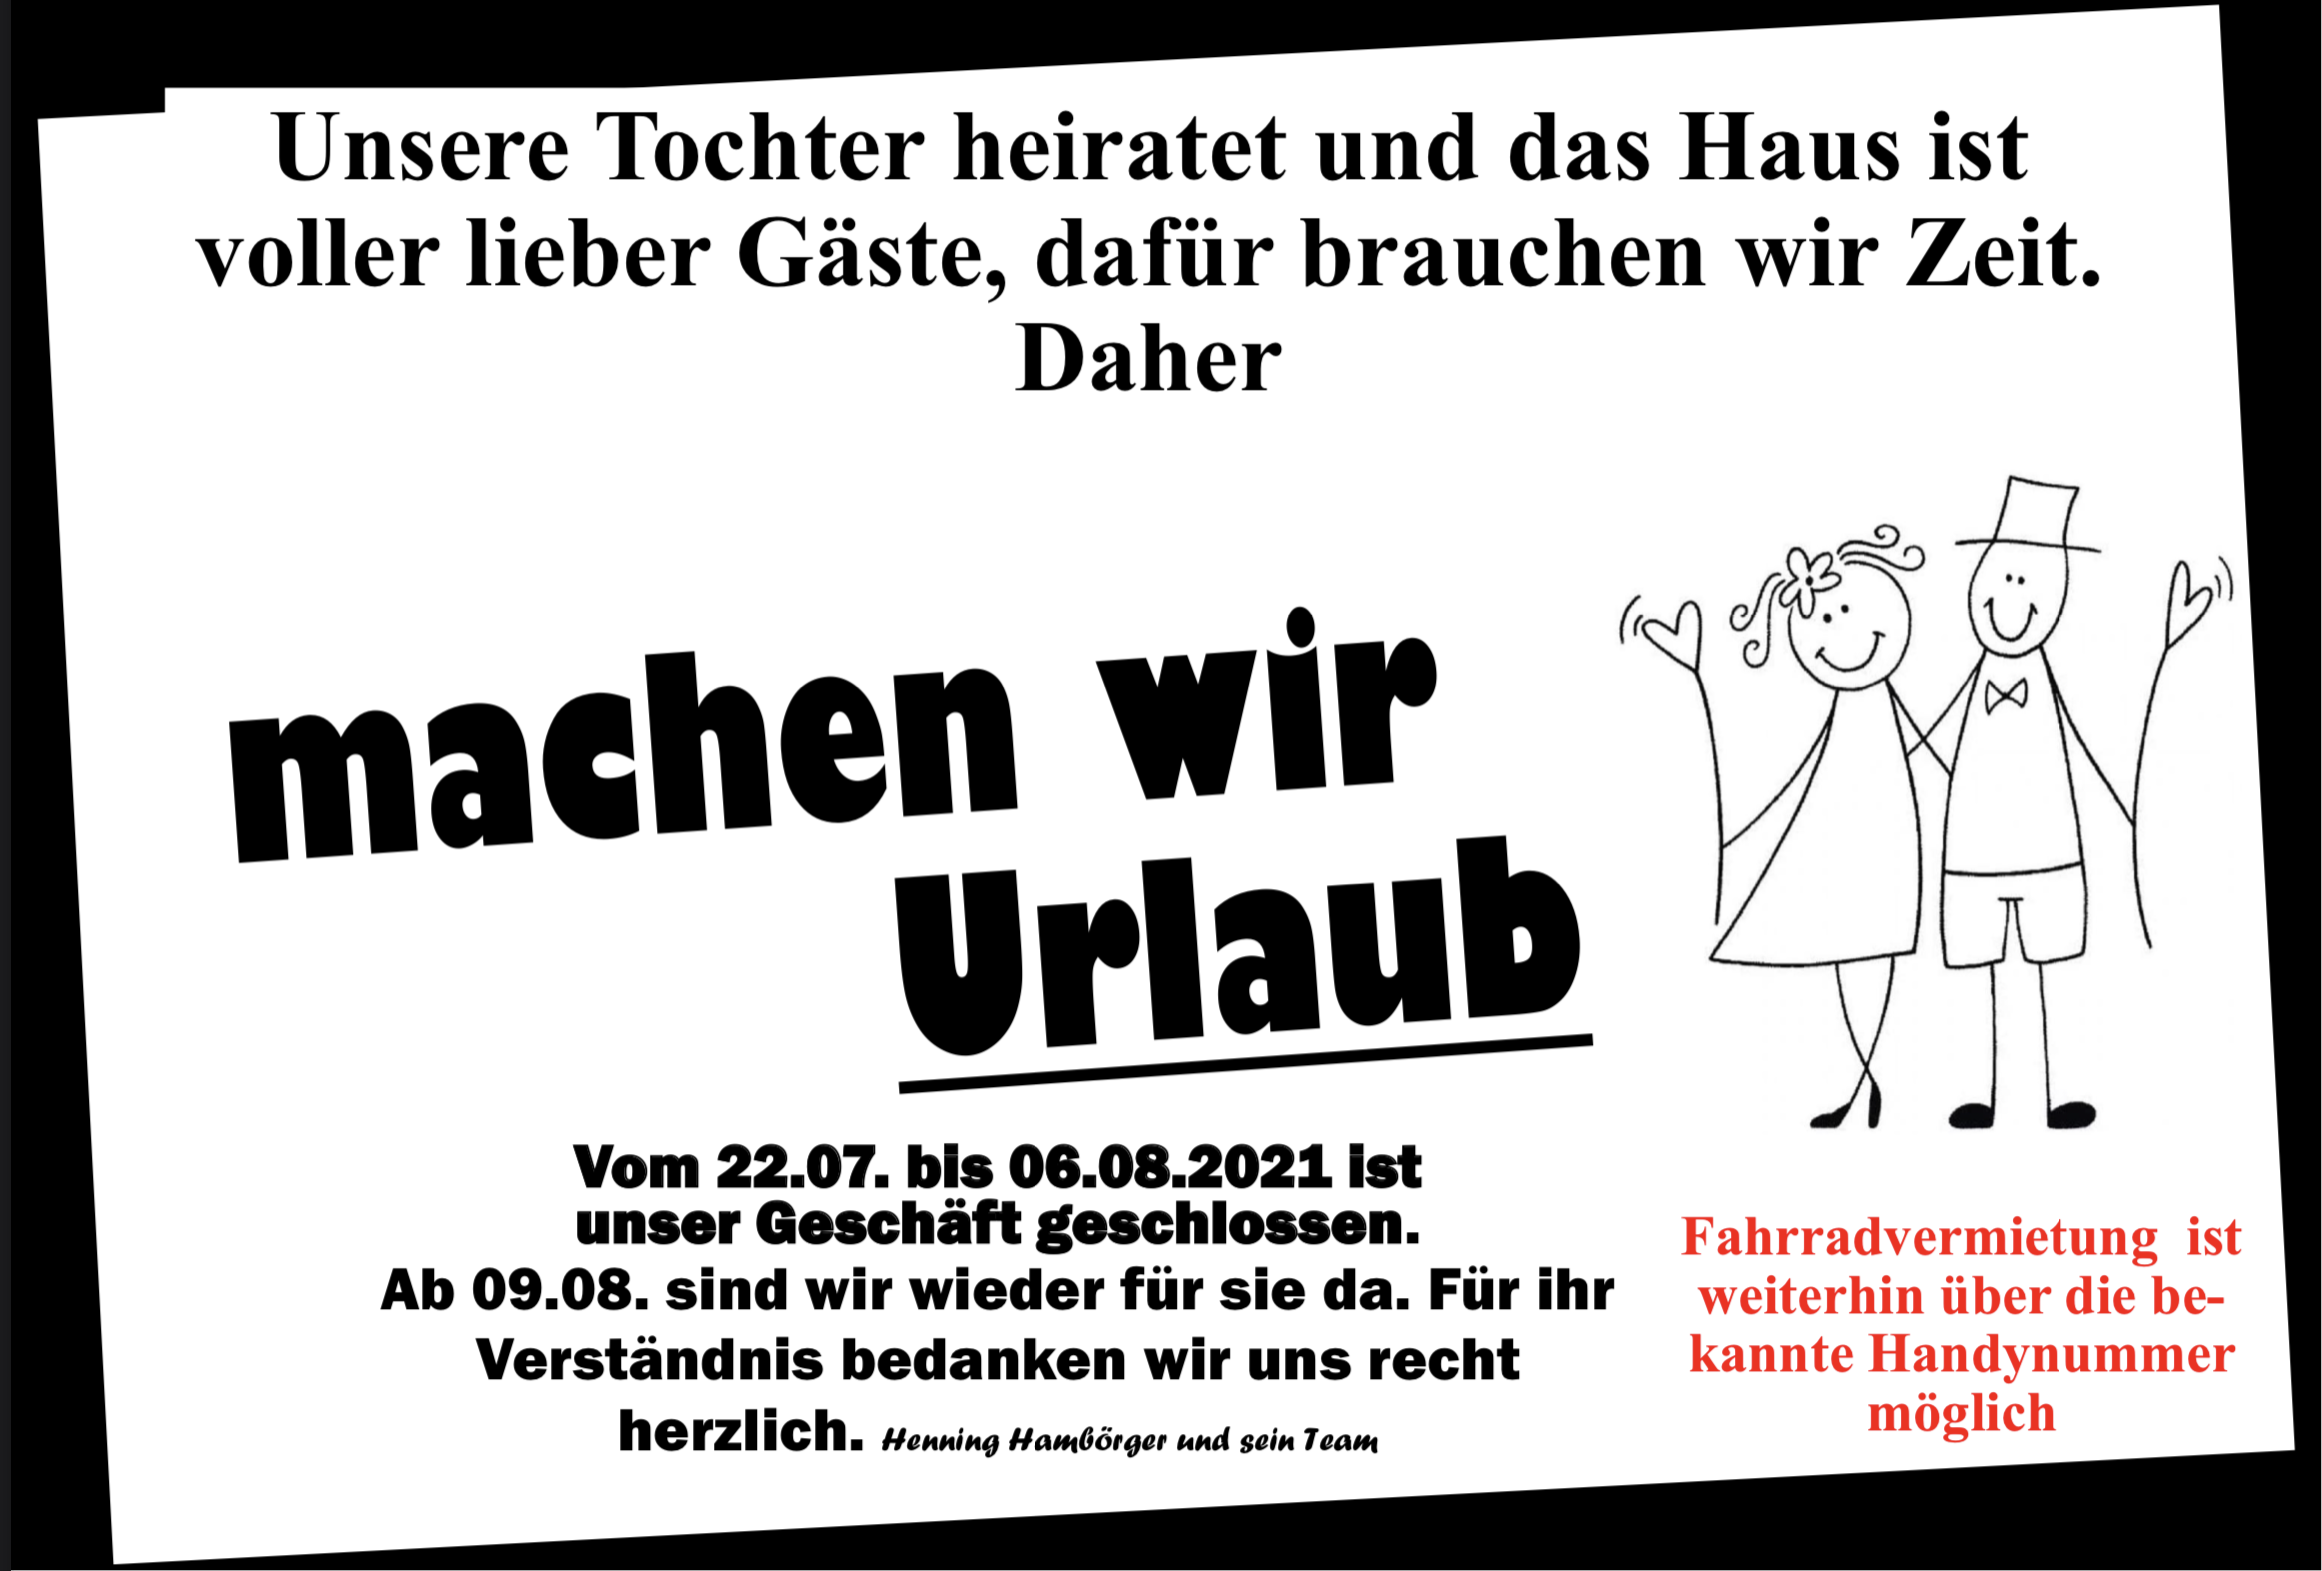 Unsere Tochter heiratet und das Haus ist
voller lieber Gäste, dafür brauchen wir Zeit.
Daher
machen wir
Urlaub
Vom 22.07. bis 06.08.2021 ist
unser Geschäft geschlossen.
Ab 09.08. sind wir wieder für sie da. Für ihr
Verständnis bedanken wir uns recht
herzlich. Henning Hambörger und sein Team
Fahrradvermietung ist
weiterhin über die be-
kannte Handynummer
möglich